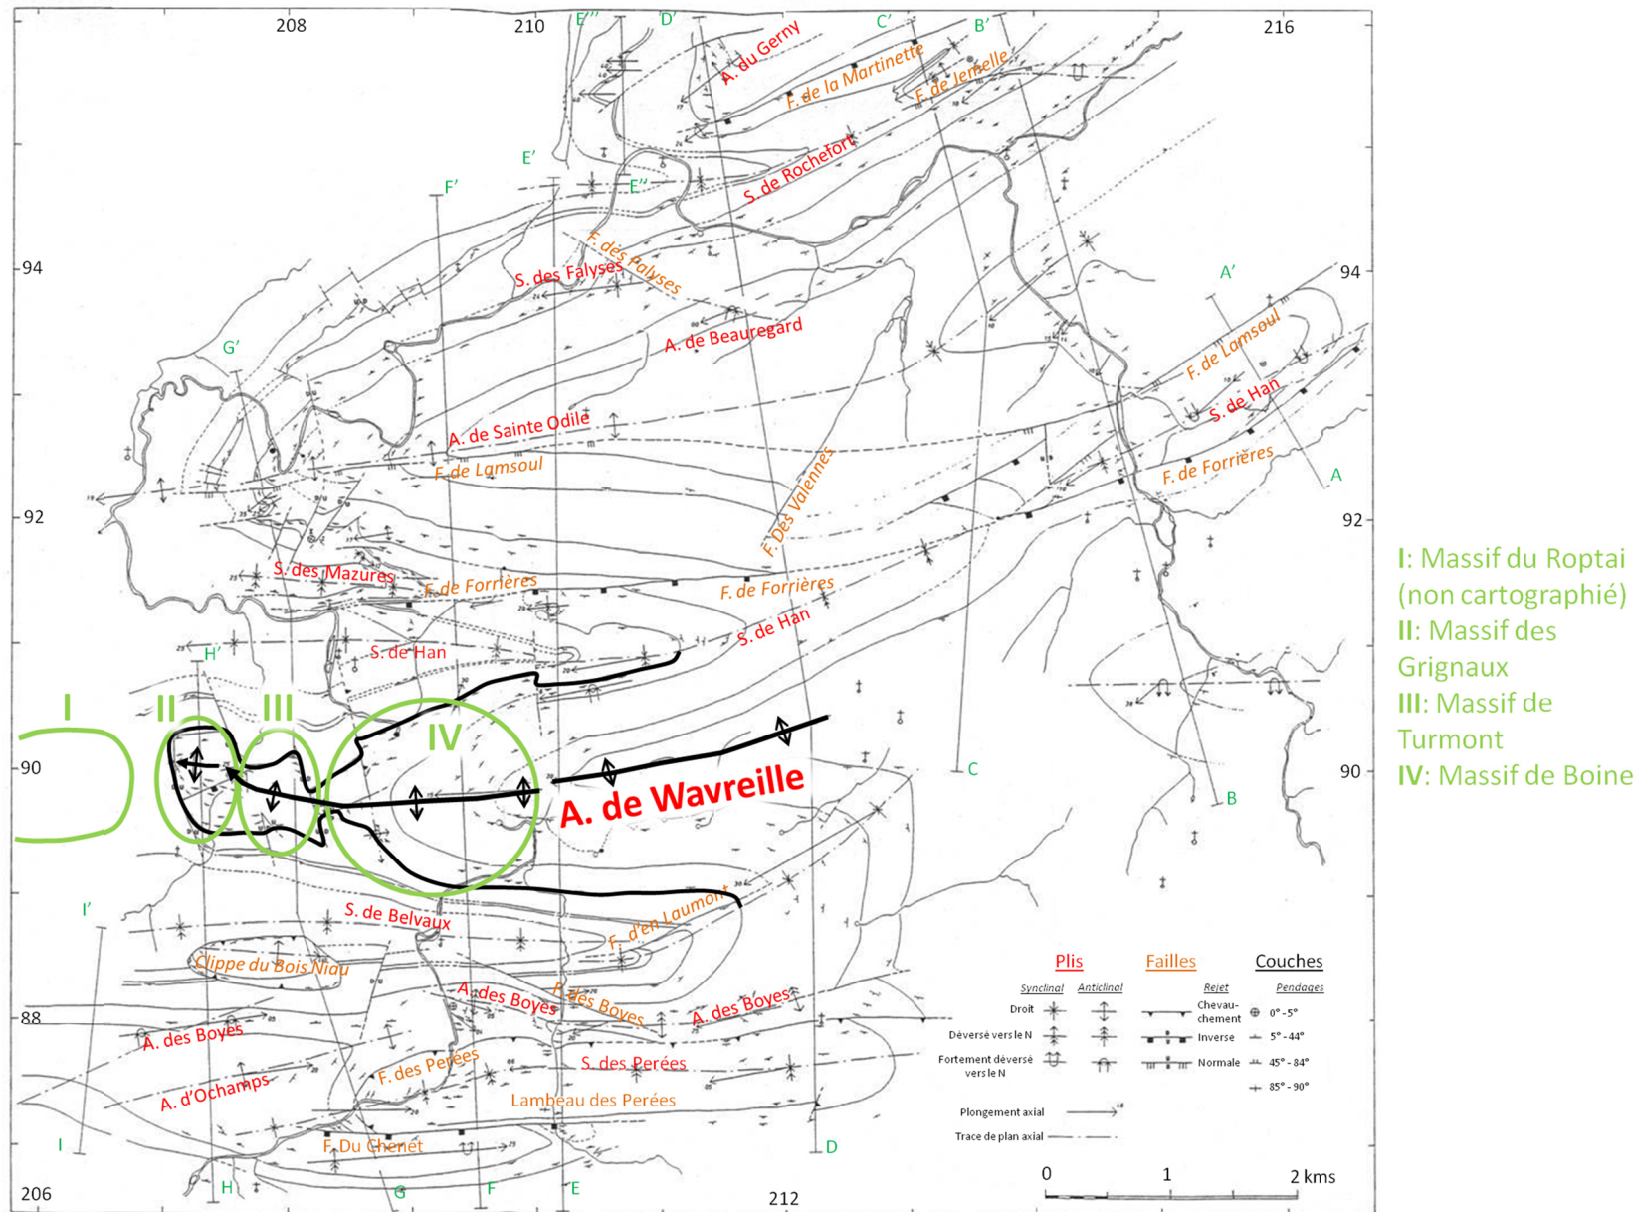 208
210
216
E'''
D'
C'
B'
A. du Gerny
F. de la Martinette
F. de Jemelle
E'
S. de Rochefort
F'
E''
94
F. des Falyses
S. des Falyses
94
A'
A. de Beauregard
F. de Lamsoul
G'
S. de Han
A. de Sainte Odile
F. de Lamsoul
F. de Forrières
A
F. Des Valennes
92
92
S. des Mazures
F. de Forrières
F. de Forrières
S. de Han
S. de Han
H'
I
II
III
IV
90
90
A. de Wavreille
C
B
I: Massif du Roptai
(non cartographié)
II: Massif des
Grignaux
III: Massif de
Turmont
IV: Massif de Boine
I'
S. de Belvaux
F. d'en Laumont
Clippe du Bois Niau
A. des Boyes
F. des Boyes
A. des Boyes
88
A. des Boyes
F. des Perées
S. des Perées
A. d'Ochamps
Lambeau des Perées
I
F. Du Chenet
D
H
G
F
E
206
212
Plis
Failles
Couches
Synclinal
Anticlinal
Rejet
Pendages
Droit
Chevau-
chement
0° -5°
Déversé vers le N
Inverse
5° -44°
Fortement déversé
vers le N
Normale
45° -84°
85° -90°
Plongement axial
Trace de plan axial
0
1
2 kms